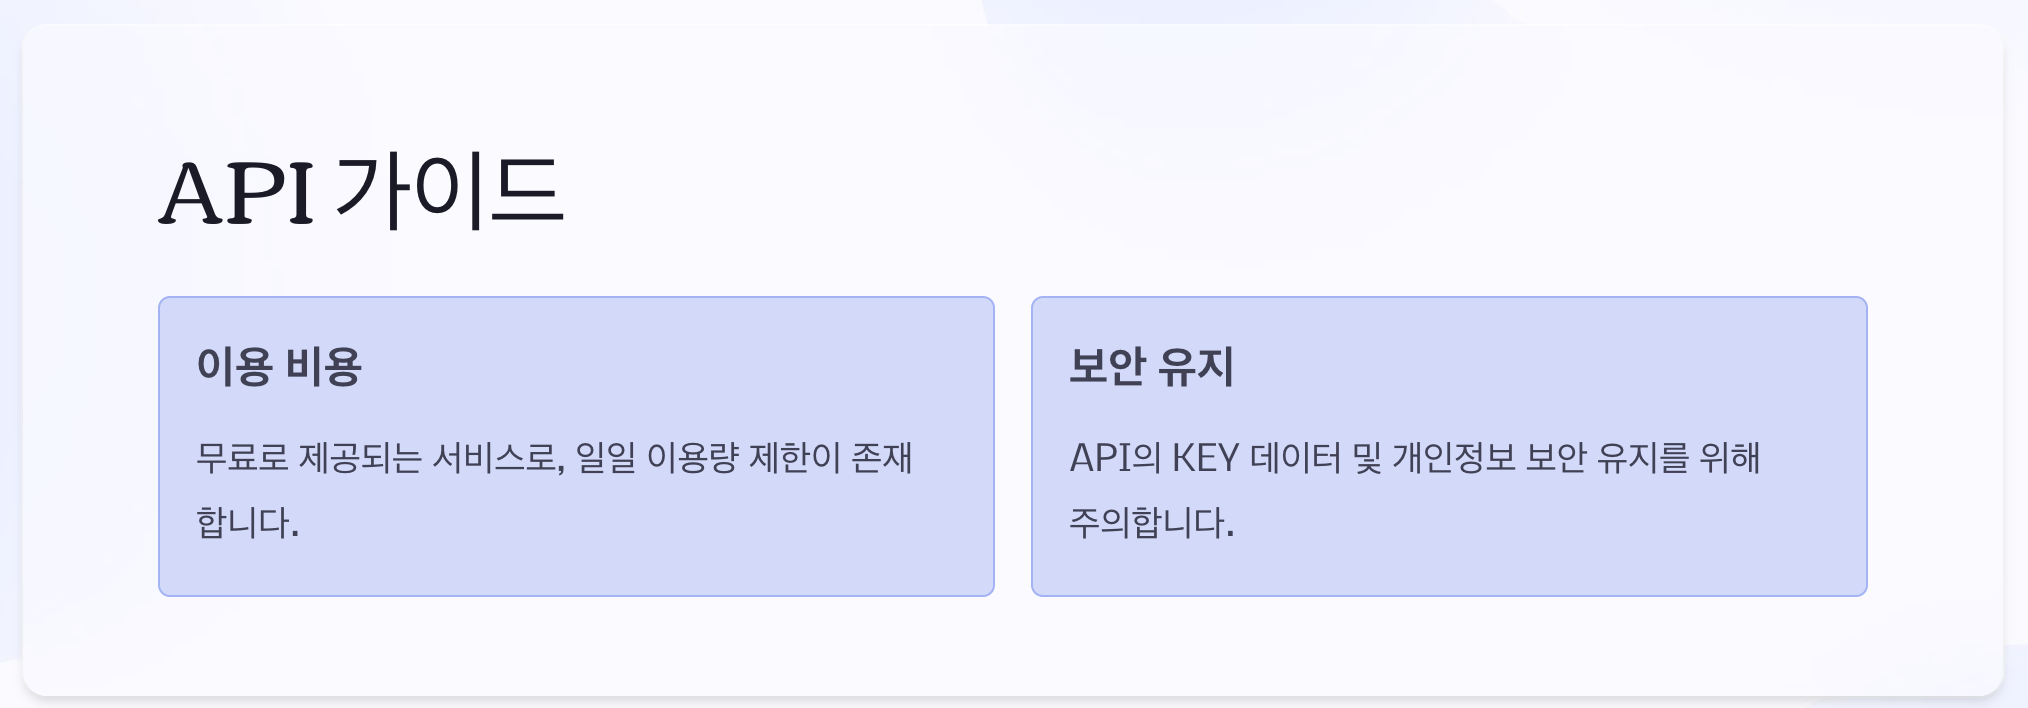 API 가이드
이용 비용
무료로 제공되는 서비스로, 일일 이용량 제한이 존재
합니다.
보안 유지
API의 KEY 데이터 및 개인정보 보안 유지를 위해
주의합니다.